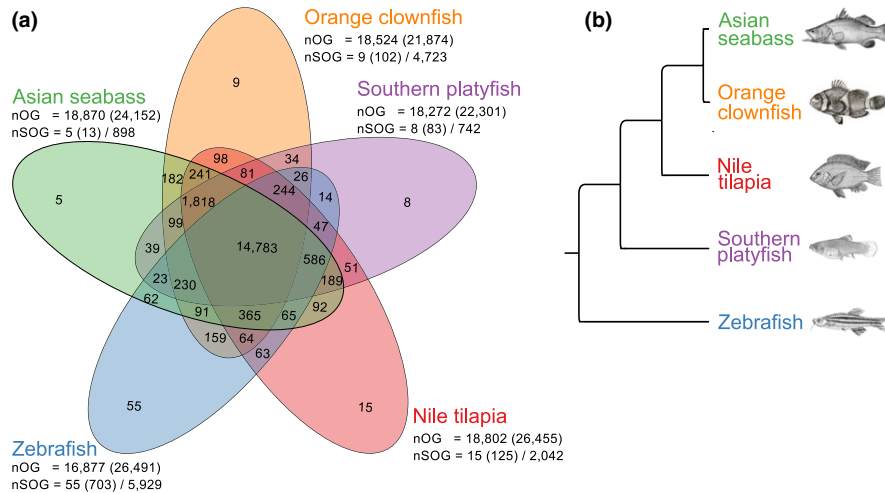 (a)
Orange clownfish
nOG = 18,524 (21,874)
nSOG = 9 (102) / 4,723
Southern platyfish
nOG = 18,272 (22,301)
nSOG = 8 (83) / 742
Asian seabass
nOG = 18,870 (24,152)
nSOG = 5 (13) / 898
9
98
34
182
241
81
26
244
14
5
1,818
8
99
47
39
14,783
586
51
23
230
189
62
91
365
65
92
159
64
63
55
15
Nile tilapia
nOG = 18,802 (26,455)
nSOG = 15 (125) / 2,042
Zebrafish
nOG = 16,877 (26,491)
nSOG = 55 (703) / 5,929
(b)
Asian
seabass
Orange
clownfish
Nile
tilapia
Southern
platyfish
Zebrafish